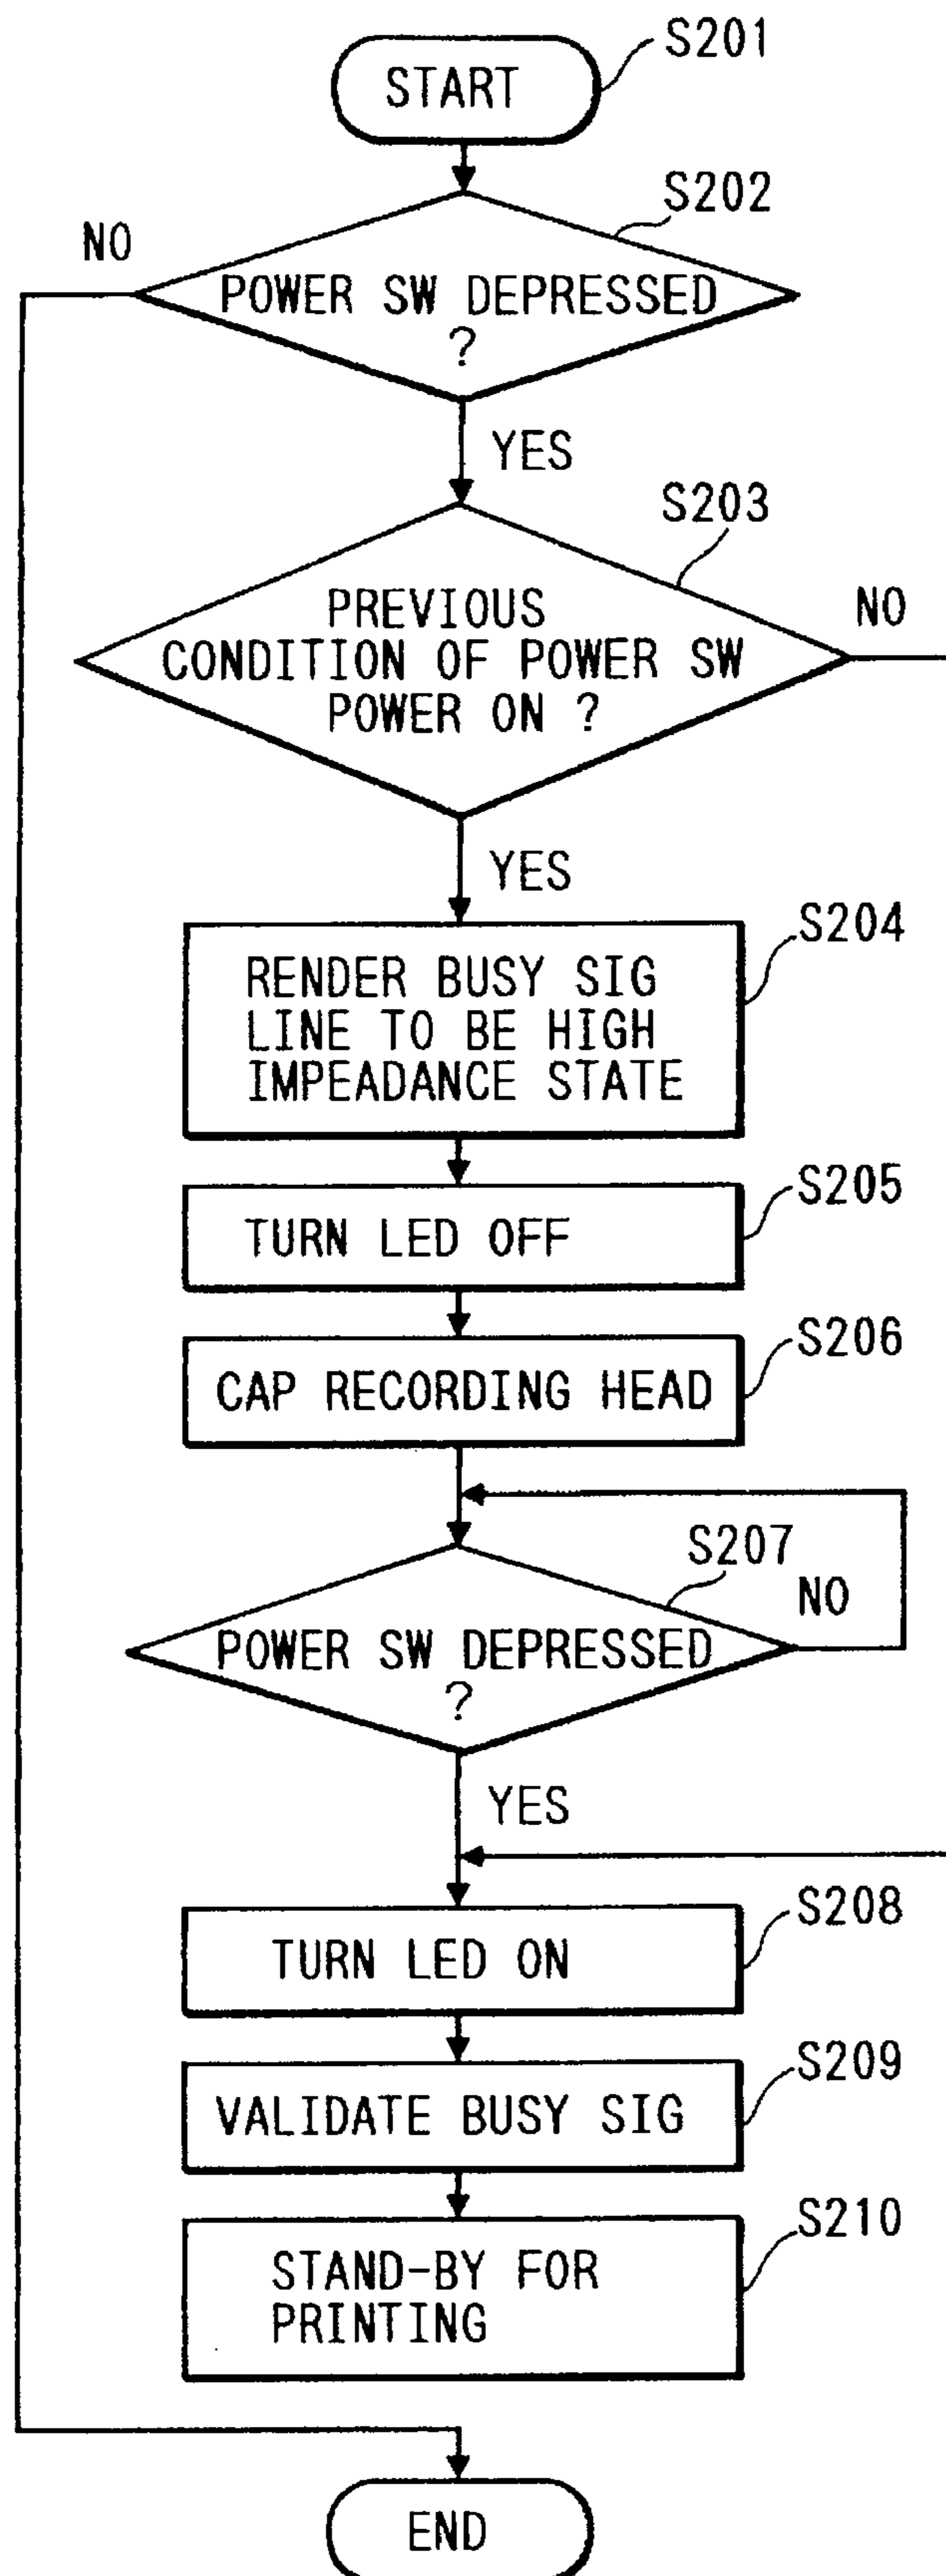 START
S201
S202
NO
POWER SW DEPRESSED
?
YES
S203
NO
PREVIOUS
CONDITION OF POWER SW
POWER ON ?
YES
S204
RENDER BUSY SIG
LINE TO BE HIGH
IMPEADANCE STATE
S205
TURN LED OFF
S206
CAP RECORDING HEAD
S207
NO
POWER SW DEPRESSED
?
YES
S208
TURN LED ON
S209
VALIDATE BUSY SIG
S210
STAND-BY FOR
PRINTING
END